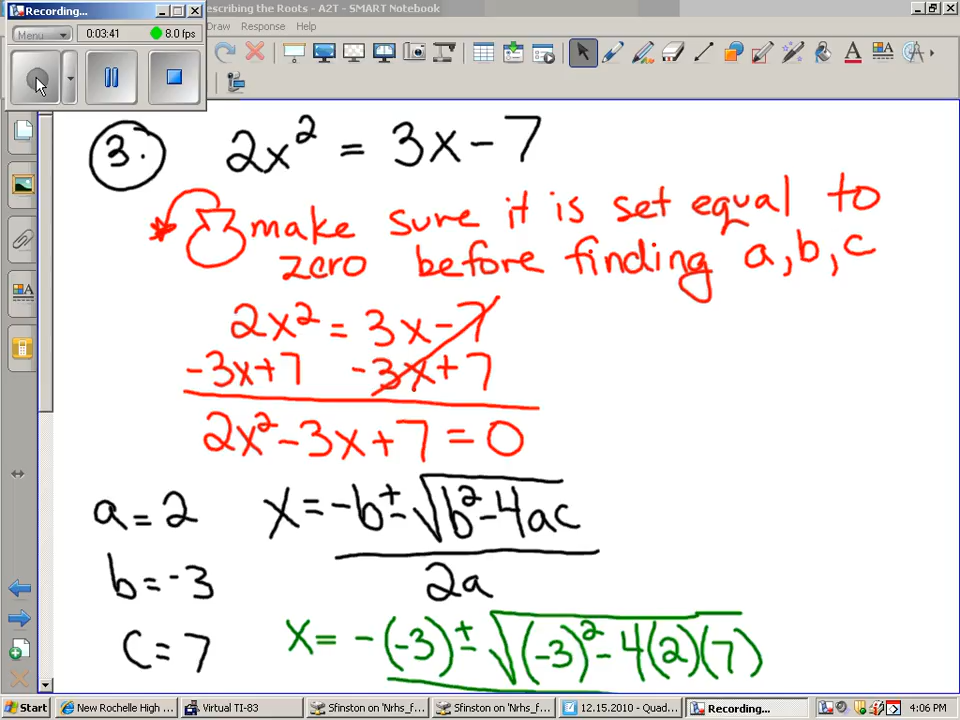 Recording...
escribing the Roots - A2T - SMART Notebook
Menu
00:03:41
8.0 fps
Draw
Response
Help
3.
2x² = 3x - 7
make sure it is set equal to
zero before finding a, b, c
2x² = 3x - 7
-3x + 7 -3x + 7
2x² - 3x + 7 = 0
a = 2
x = -b ± √b² - 4ac
2a
b = -3
c = 7
x = -(-3) ± √(-3)² - 4(2)(7)
Start
New Rochelle High ...
Virtual TI-83
Sfinston on 'Nrhs_f...
Sfinston on 'Nrhs_f...
12.15.2010 - Quad...
Recording...
4:06 PM